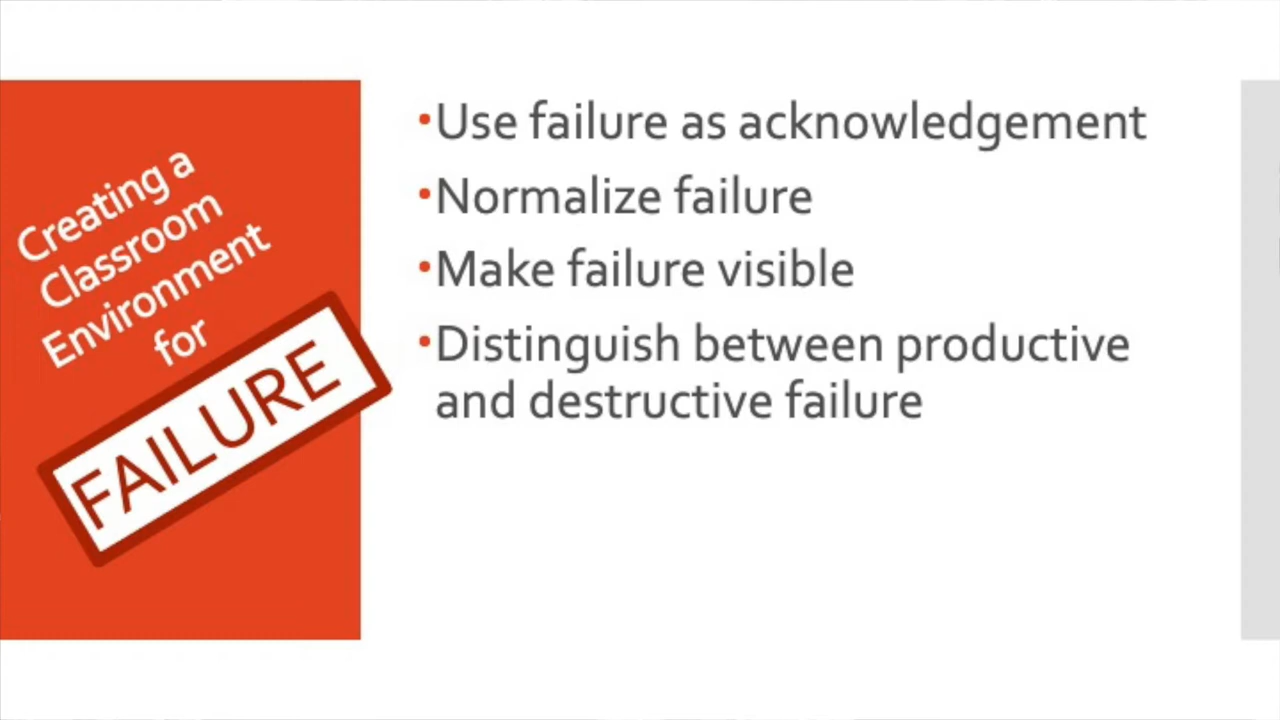 Creating a
Classroom
Environment
for
FAILURE
•Use failure as acknowledgement
•Normalize failure
•Make failure visible
•Distinguish between productive
and destructive failure